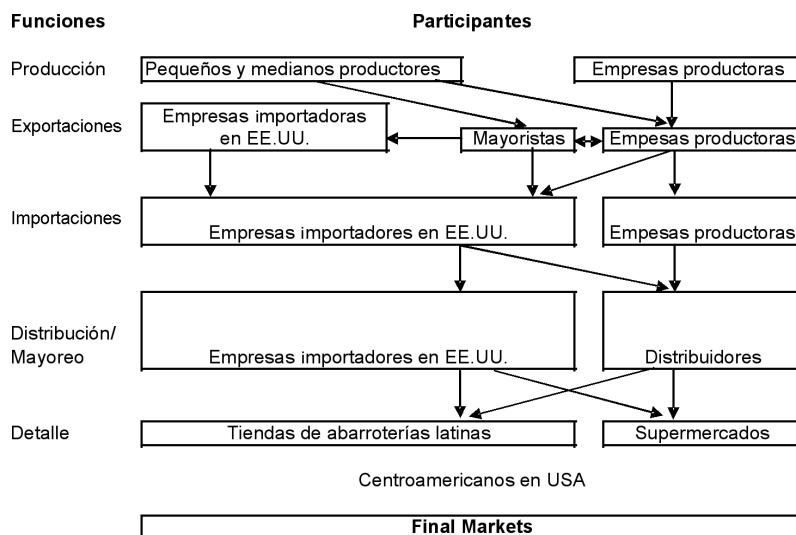 Funciones Participantes
Producción Pequeños y medianos productores Empresas productoras
Exportaciones Empresas importadoras
en EE.UU. Mayoristas Empesas productoras
Importaciones
Empresas importadores en EE.UU. Empesas productoras
Distribución/
Mayoreo Empresas importadores en EE.UU. Distribuidores
Detalle Tiendas de abarroterías latinas Supermercados
Centroamericanos en USA
Final Markets